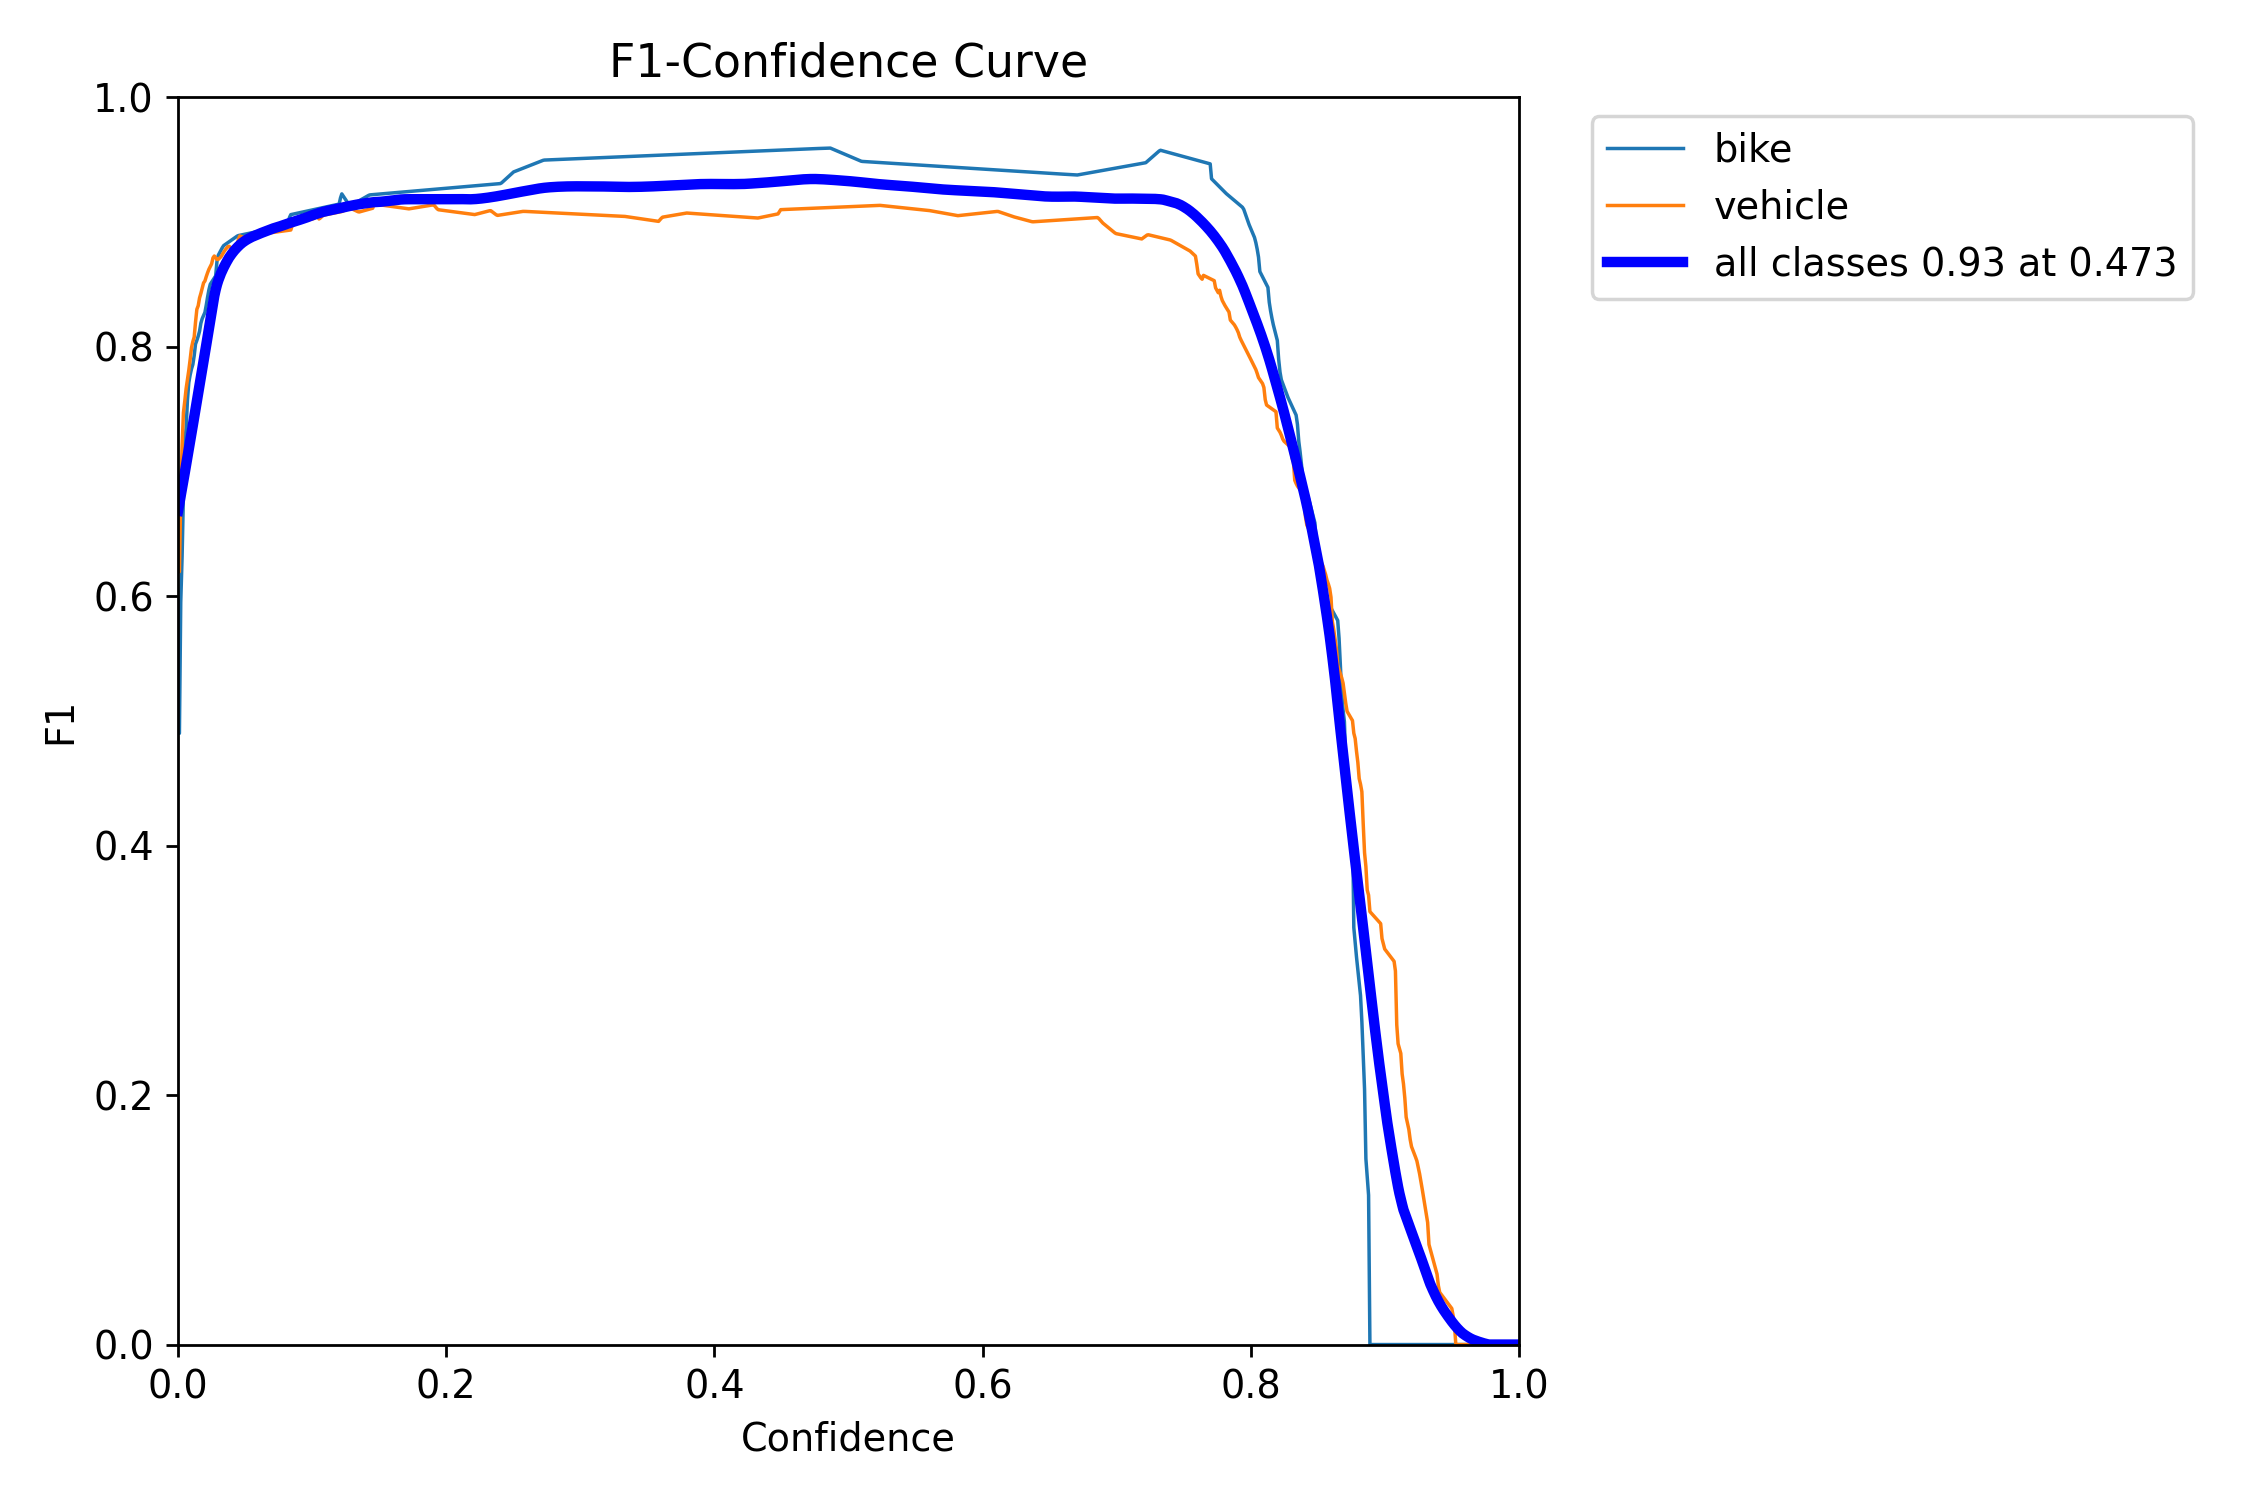 F1-Confidence Curve
1.0
0.8
0.6
0.4
0.2
0.0
F1
0.0 0.2 0.4 0.6 0.8 1.0
Confidence
bike
vehicle
all classes 0.93 at 0.473